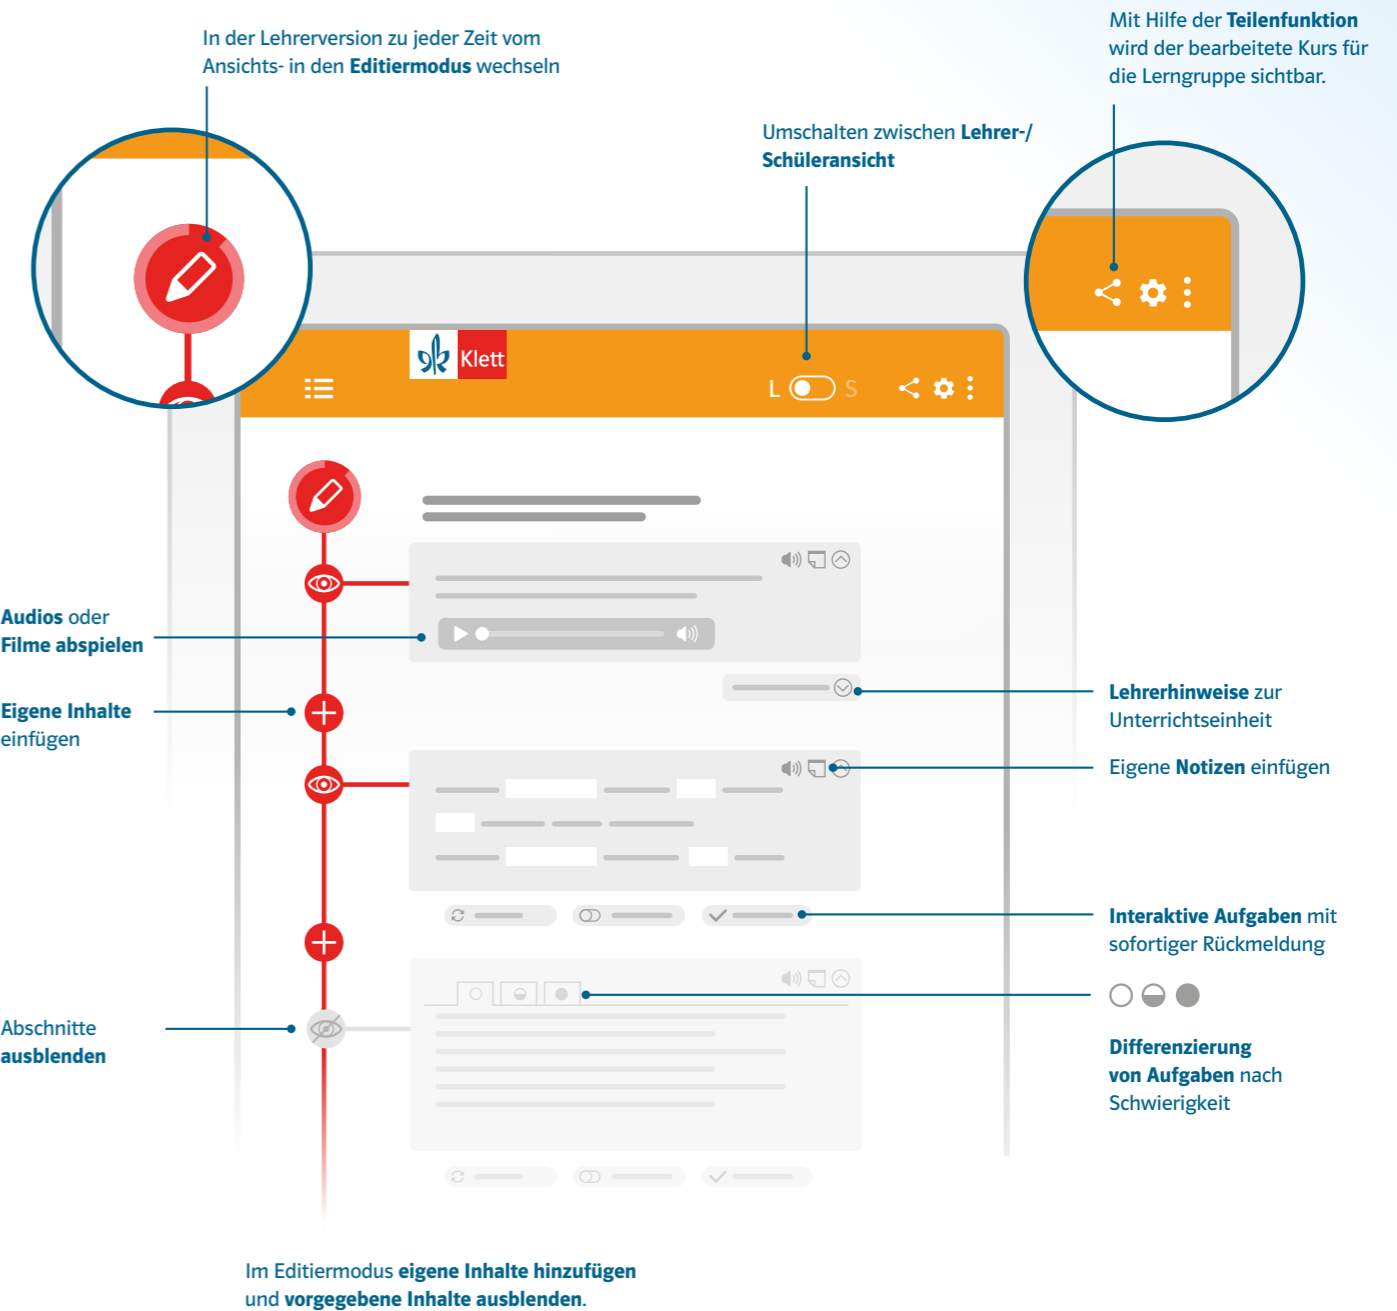 Mit Hilfe der Teilenfunktion
wird der bearbeitete Kurs für
die Lerngruppe sichtbar.
In der Lehrerversion zu jeder Zeit vom
Ansichts- in den Editiermodus wechseln
Umschalten zwischen Lehrer-/
Schüleransicht
Klett
L S
Audios oder
Filme abspielen
Eigene Inhalte
einfügen
Lehrerhinweise zur
Unterrichtseinheit
Eigene Notizen einfügen
Interaktive Aufgaben mit
sofortiger Rückmeldung
Abschnitte
ausblenden
Differenzierung
von Aufgaben nach
Schwierigkeit
Im Editiermodus eigene Inhalte hinzufügen
und vorgegebene Inhalte ausblenden.